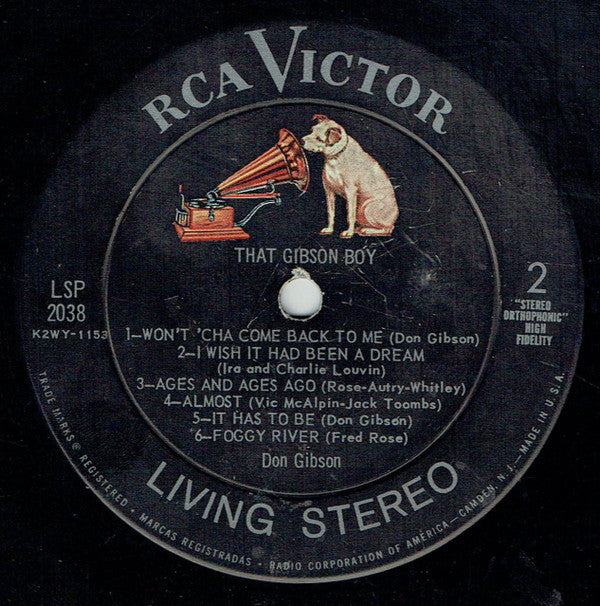 RCA VICTOR
THAT GIBSON BOY
LSP
2038
K2WY-1153
2
"STEREO
ORTHOPHONIC"
HIGH
FIDELITY
1–WON'T 'CHA COME BACK TO ME (Don Gibson)
2–I WISH IT HAD BEEN A DREAM
(Ira and Charlie Louvin)
3–AGES AND AGES AGO (Rose-Autry-Whitley)
4–ALMOST (Vic McAlpin-Jack Toombs)
5–IT HAS TO BE (Don Gibson)
6–FOGGY RIVER (Fred Rose)
Don Gibson
LIVING STEREO
TRADE MARKS ® REGISTERED • MARCAS REGISTRADAS • RADIO CORPORATION OF AMERICA—CAMDEN, N. J.—MADE IN U.S.A.